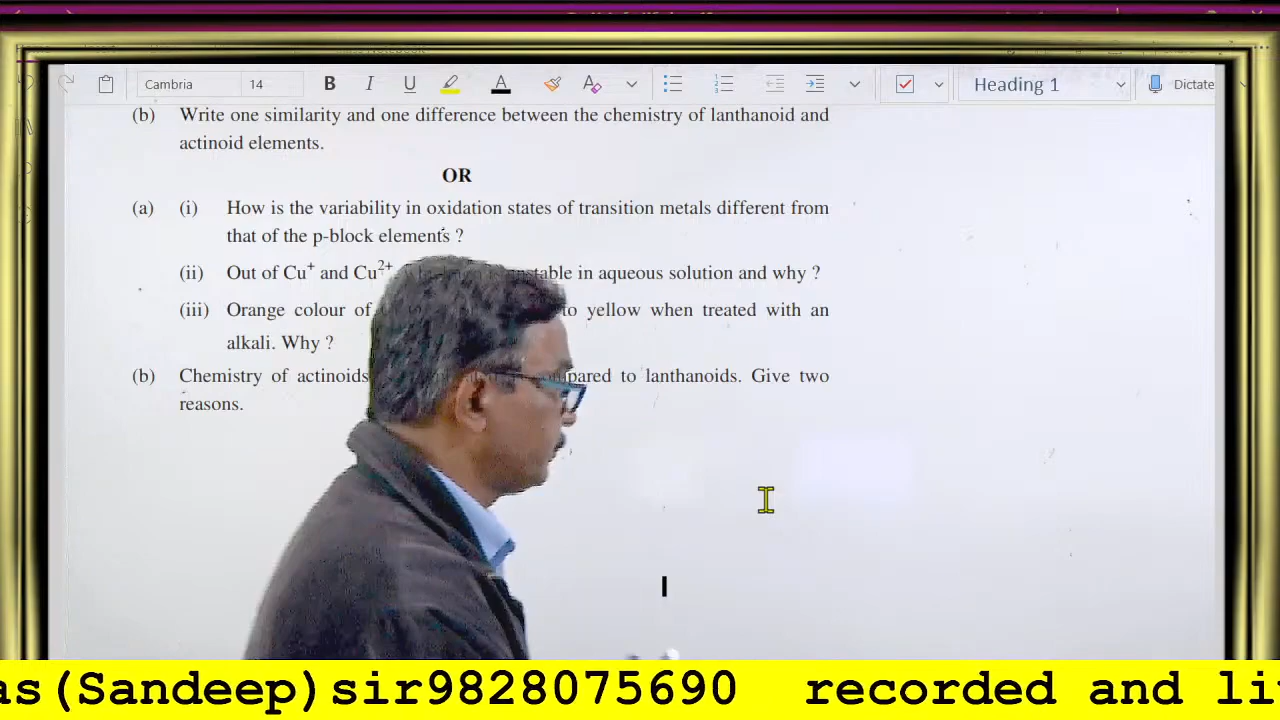 Cambria 14 B I U A A Heading 1 Dictate
(b) Write one similarity and one difference between the chemistry of lanthanoid and
actinoid elements.
OR
(a) (i) How is the variability in oxidation states of transition metals different from
that of the p-block elements ?
(ii) Out of Cu+ and Cu2+, in aqueous solution and why ?
(iii) Orange colour of to yellow when treated with an
alkali. Why ?
(b) Chemistry of actinoids compared to lanthanoids. Give two
reasons.
as(Sandeep)sir9828075690 recorded and li